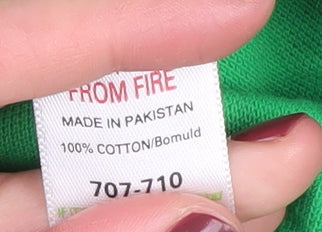 FROM FIRE
MADE IN PAKISTAN
100% COTTON/Bomuld
707-710